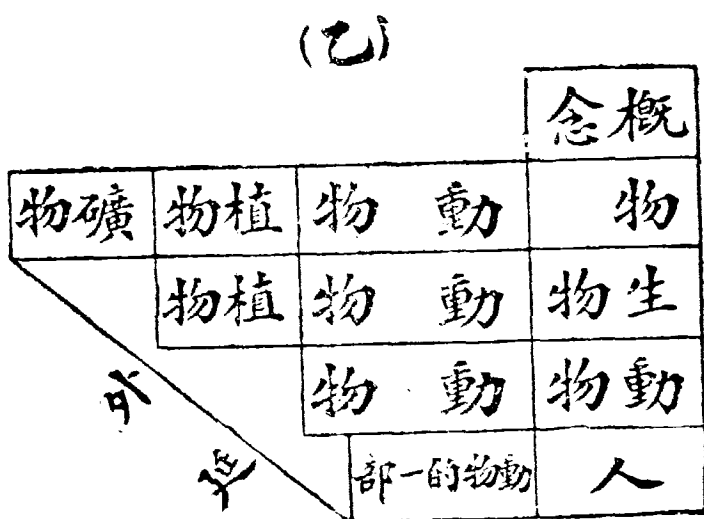 (乙)
概念
物 動物 植物 礦物
生物 動物 植物
動物 動物
人 動物的一部
外延